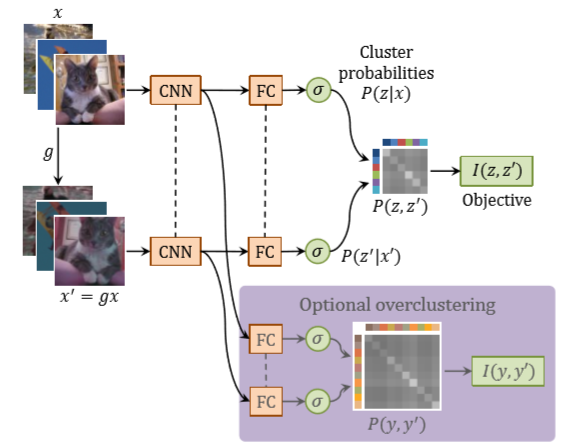 x
CNN
FC
σ
Cluster
probabilities
P(z|x)
g
P(z, z′)
I(z, z′)
Objective
CNN
FC
σ
P(z′|x′)
x′ = gx
Optional overclustering
FC
σ
FC
σ
P(y, y′)
I(y, y′)